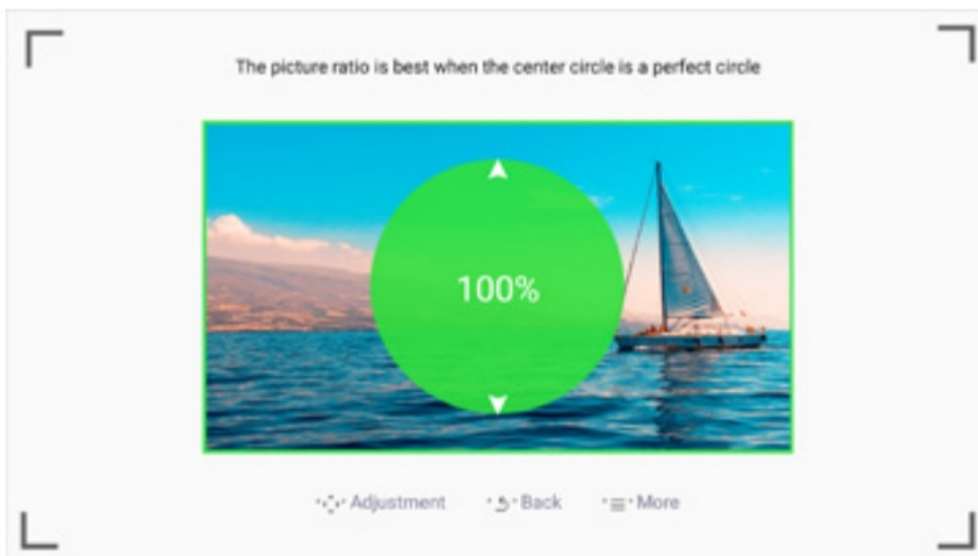 The picture ratio is best when the center circle is a perfect circle
100%
Adjustment Back More